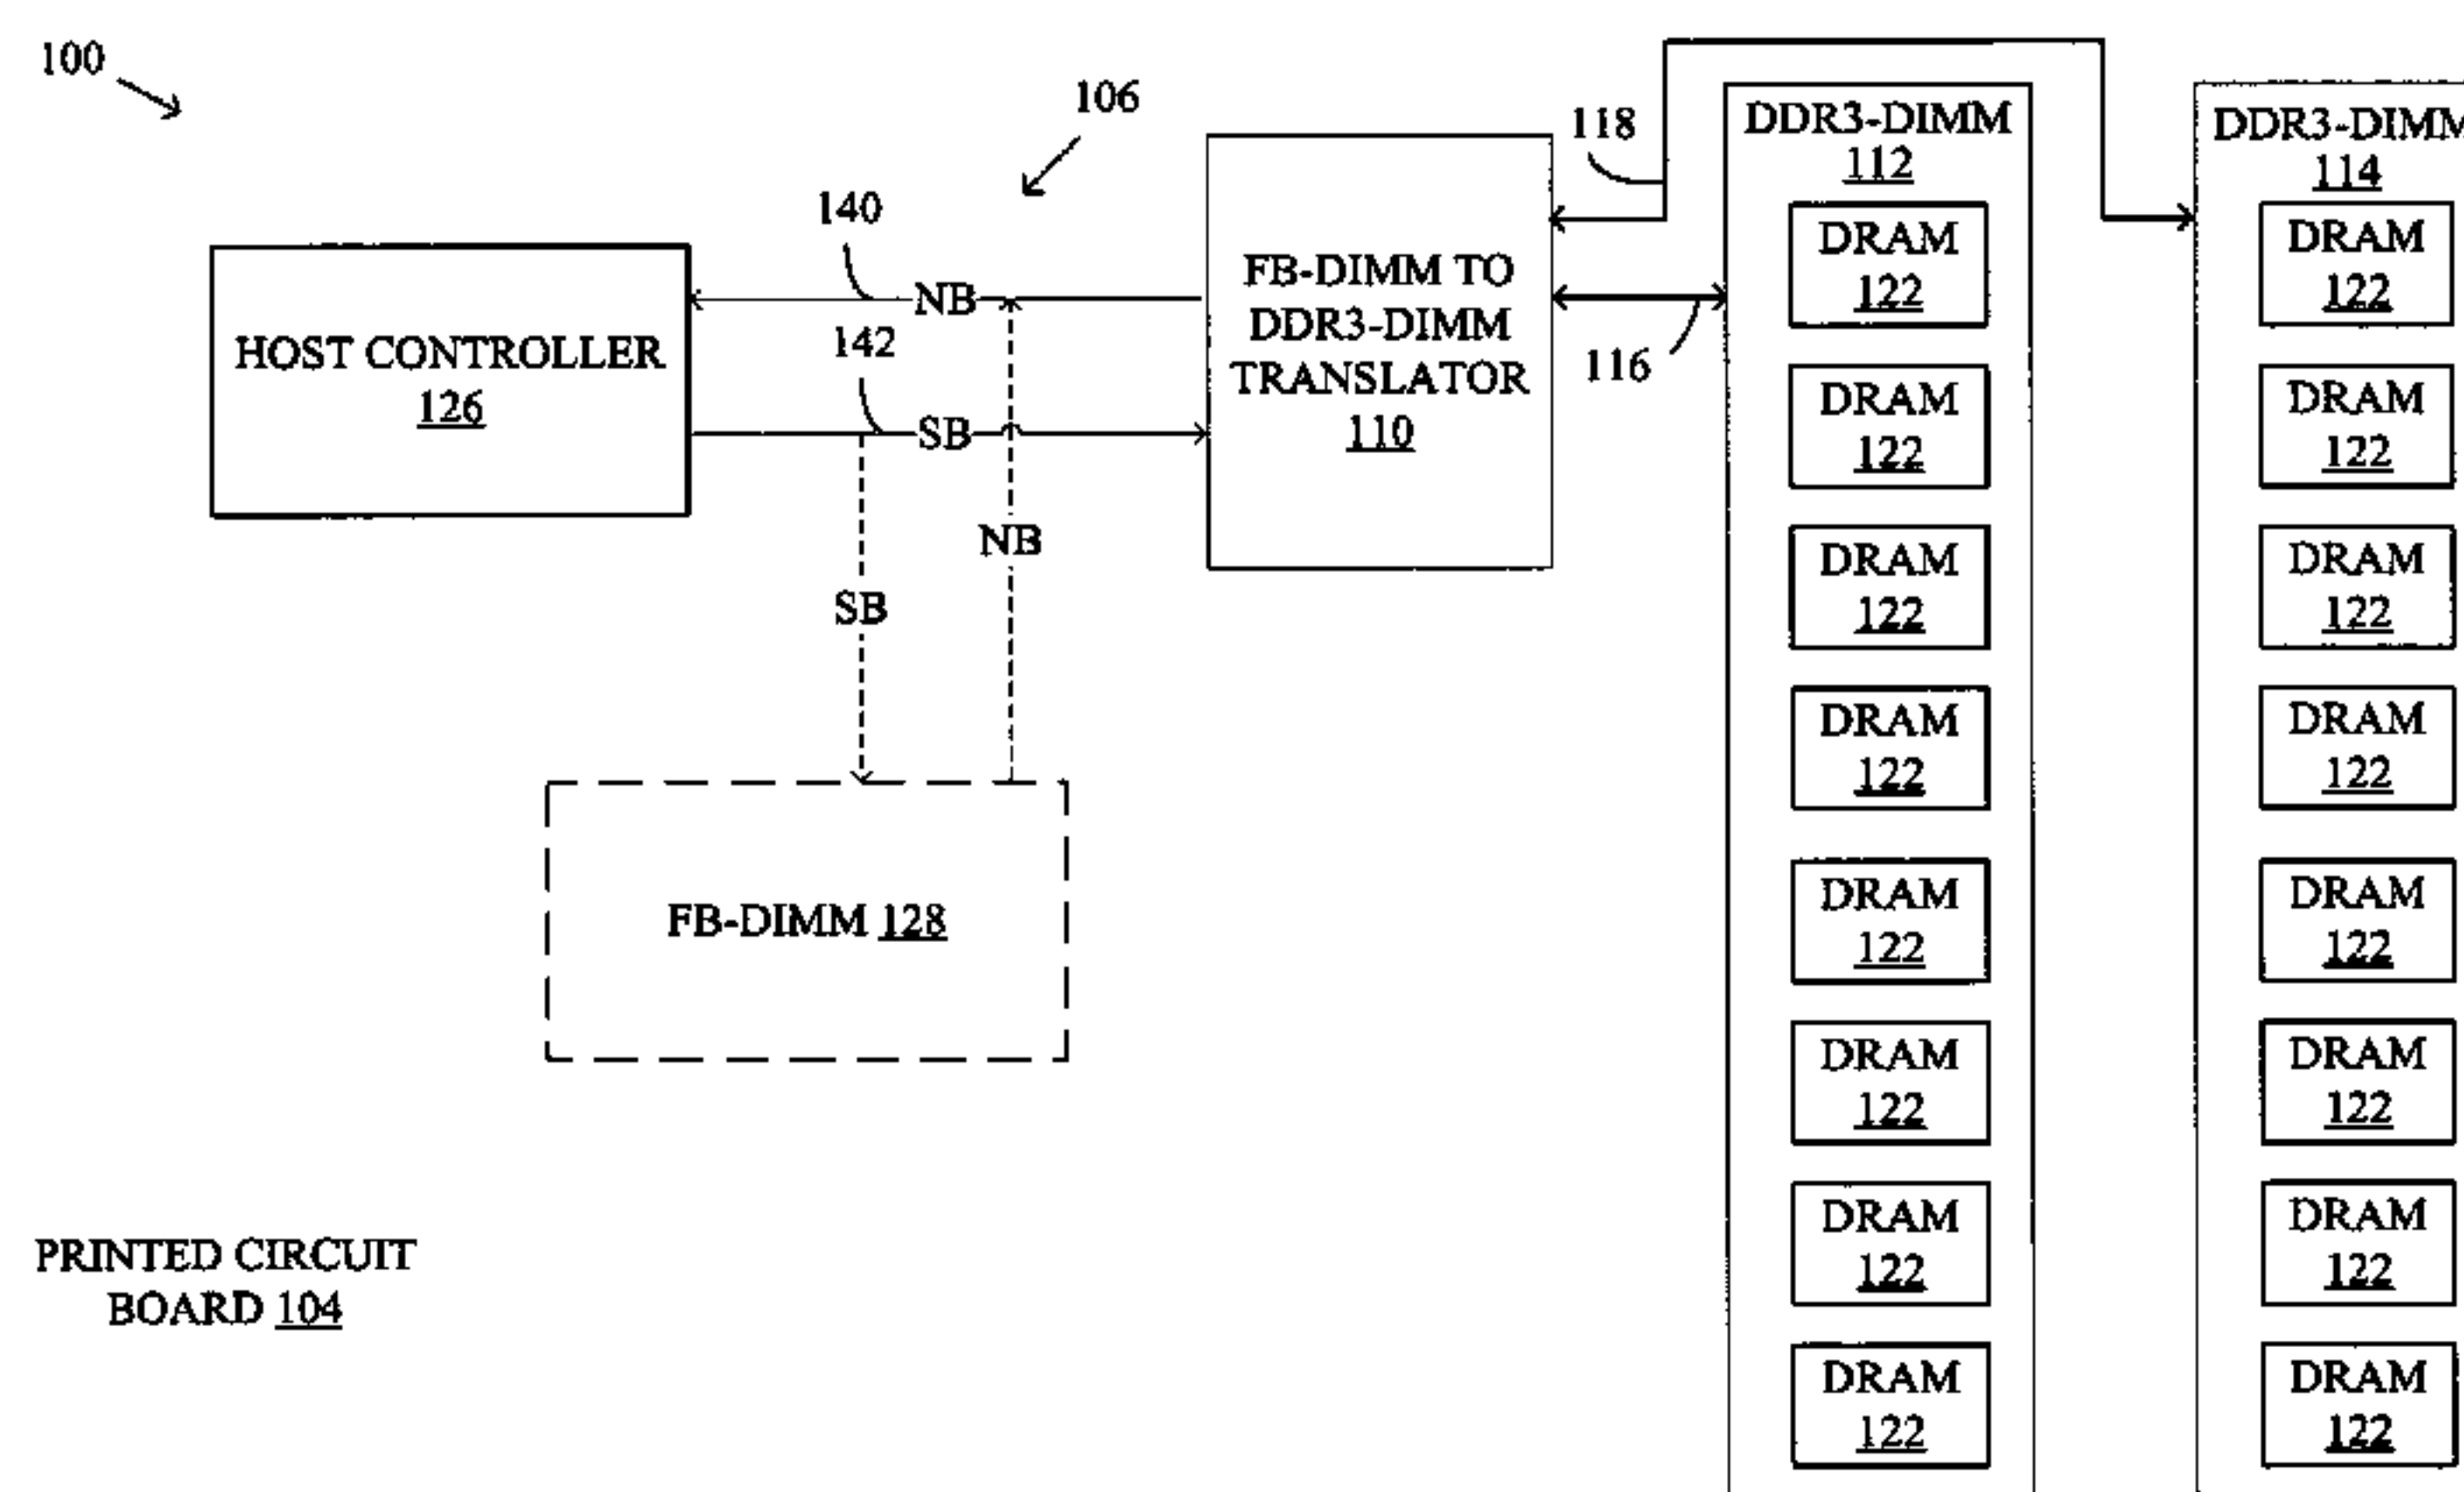 100
106
140
142
NB
SB
SB
NB
HOST CONTROLLER
126
FB-DIMM TO
DDR3-DIMM
TRANSLATOR
110
118
116
DDR3-DIMM
112
DRAM
122
DRAM
122
DRAM
122
DRAM
122
DRAM
122
DRAM
122
DRAM
122
DRAM
122
DDR3-DIMM
114
DRAM
122
DRAM
122
DRAM
122
DRAM
122
DRAM
122
DRAM
122
DRAM
122
DRAM
122
FB-DIMM 128
PRINTED CIRCUIT
BOARD 104